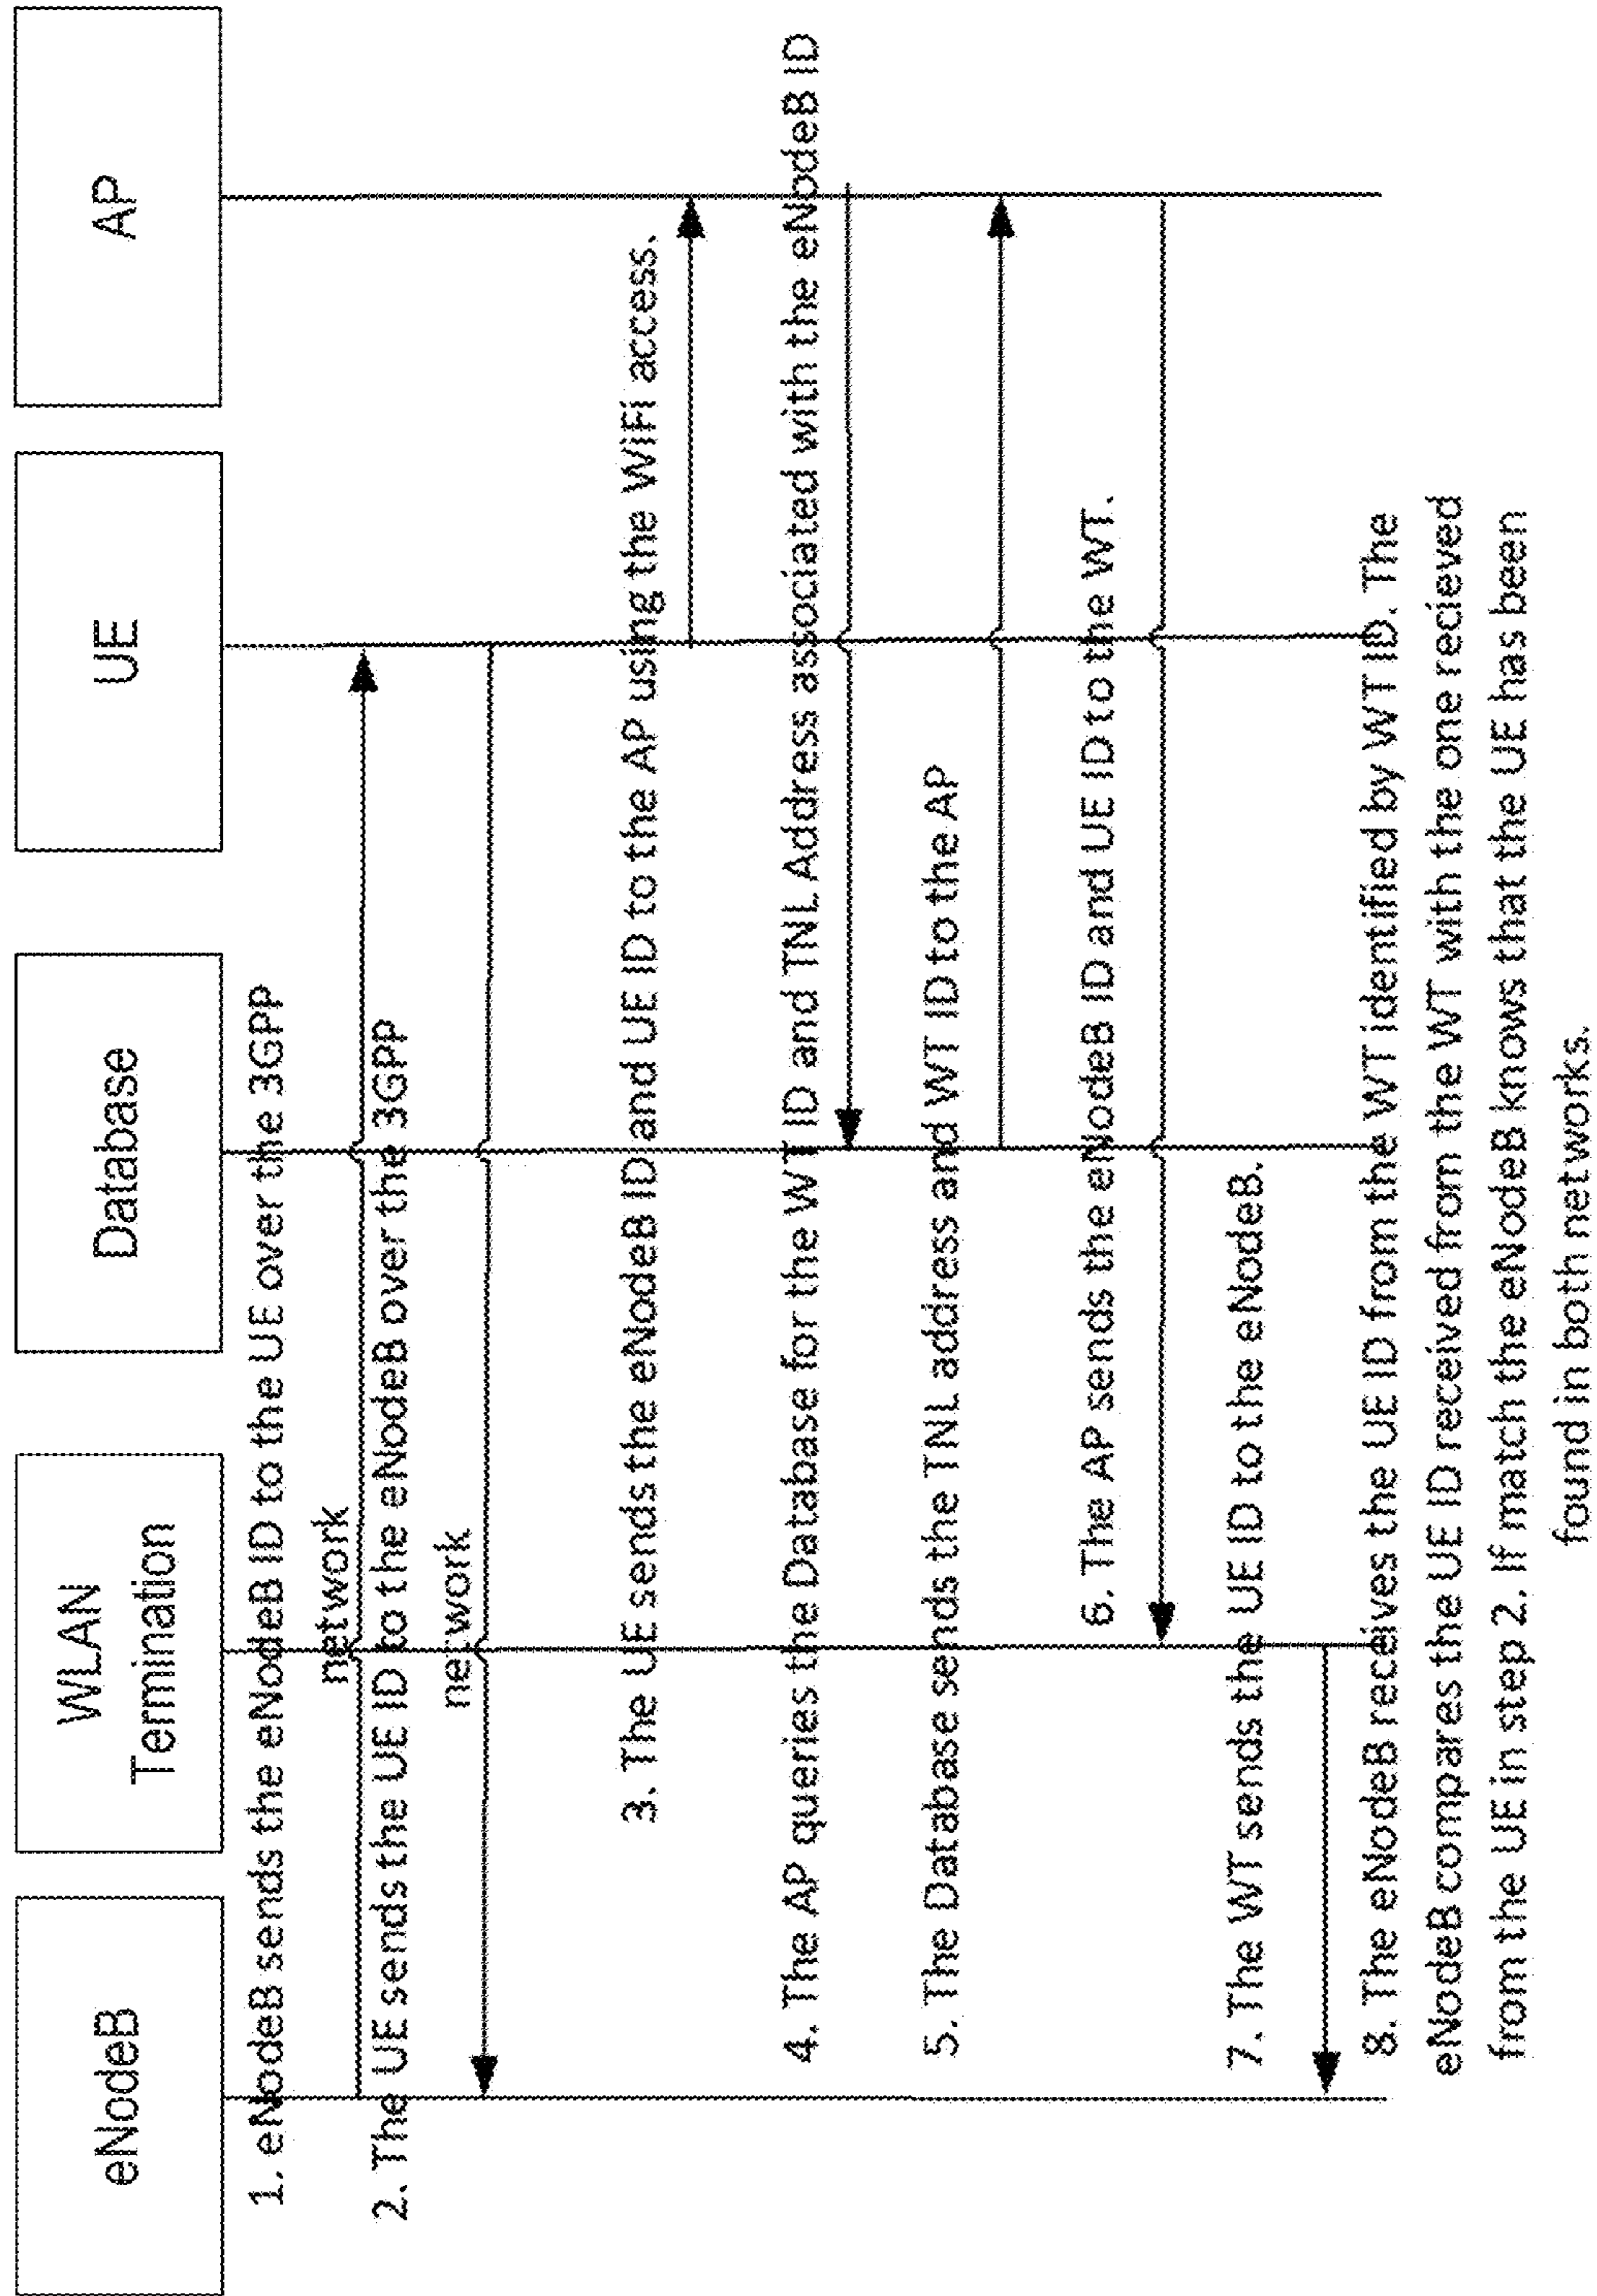 eNodeB
WLAN
Termination
Database
UE
AP
1. eNodeB sends the eNodeB ID to the UE over the 3GPP
network
2. The UE sends the UE ID to the eNodeB over the 3GPP
network
3. The UE sends the eNodeB ID and UE ID to the AP using the WiFi access.
4. The AP queries the Database for the WT ID and TNL Address associated with the eNodeB ID
5. The Database sends the TNL address and WT ID to the AP
6. The AP sends the eNodeB ID and UE ID to the WT.
7. The WT sends the UE ID to the eNodeB.
8. The eNodeB receives the UE ID from the WT identified by WT ID. The
eNodeB compares the UE ID received from the WT with the one recieved
from the UE in step 2. If match the eNodeB knows that the UE has been
found in both networks.